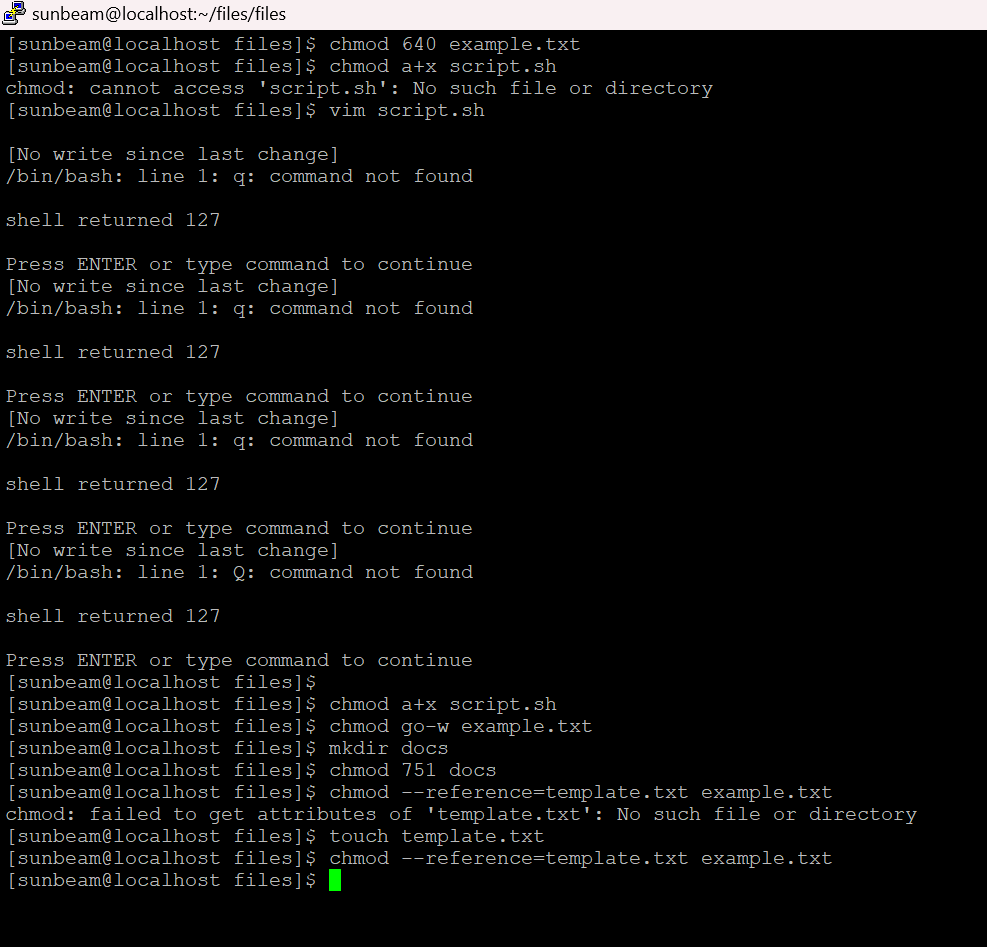 sunbeam@localhost:~/files/files
[sunbeam@localhost files]$ chmod 640 example.txt
[sunbeam@localhost files]$ chmod a+x script.sh
chmod: cannot access 'script.sh': No such file or directory
[sunbeam@localhost files]$ vim script.sh
[No write since last change]
/bin/bash: line 1: q: command not found
shell returned 127
Press ENTER or type command to continue
[No write since last change]
/bin/bash: line 1: q: command not found
shell returned 127
Press ENTER or type command to continue
[No write since last change]
/bin/bash: line 1: q: command not found
shell returned 127
Press ENTER or type command to continue
[No write since last change]
/bin/bash: line 1: Q: command not found
shell returned 127
Press ENTER or type command to continue
[sunbeam@localhost files]$
[sunbeam@localhost files]$ chmod a+x script.sh
[sunbeam@localhost files]$ chmod go-w example.txt
[sunbeam@localhost files]$ mkdir docs
[sunbeam@localhost files]$ chmod 751 docs
[sunbeam@localhost files]$ chmod --reference=template.txt example.txt
chmod: failed to get attributes of 'template.txt': No such file or directory
[sunbeam@localhost files]$ touch template.txt
[sunbeam@localhost files]$ chmod --reference=template.txt example.txt
[sunbeam@localhost files]$